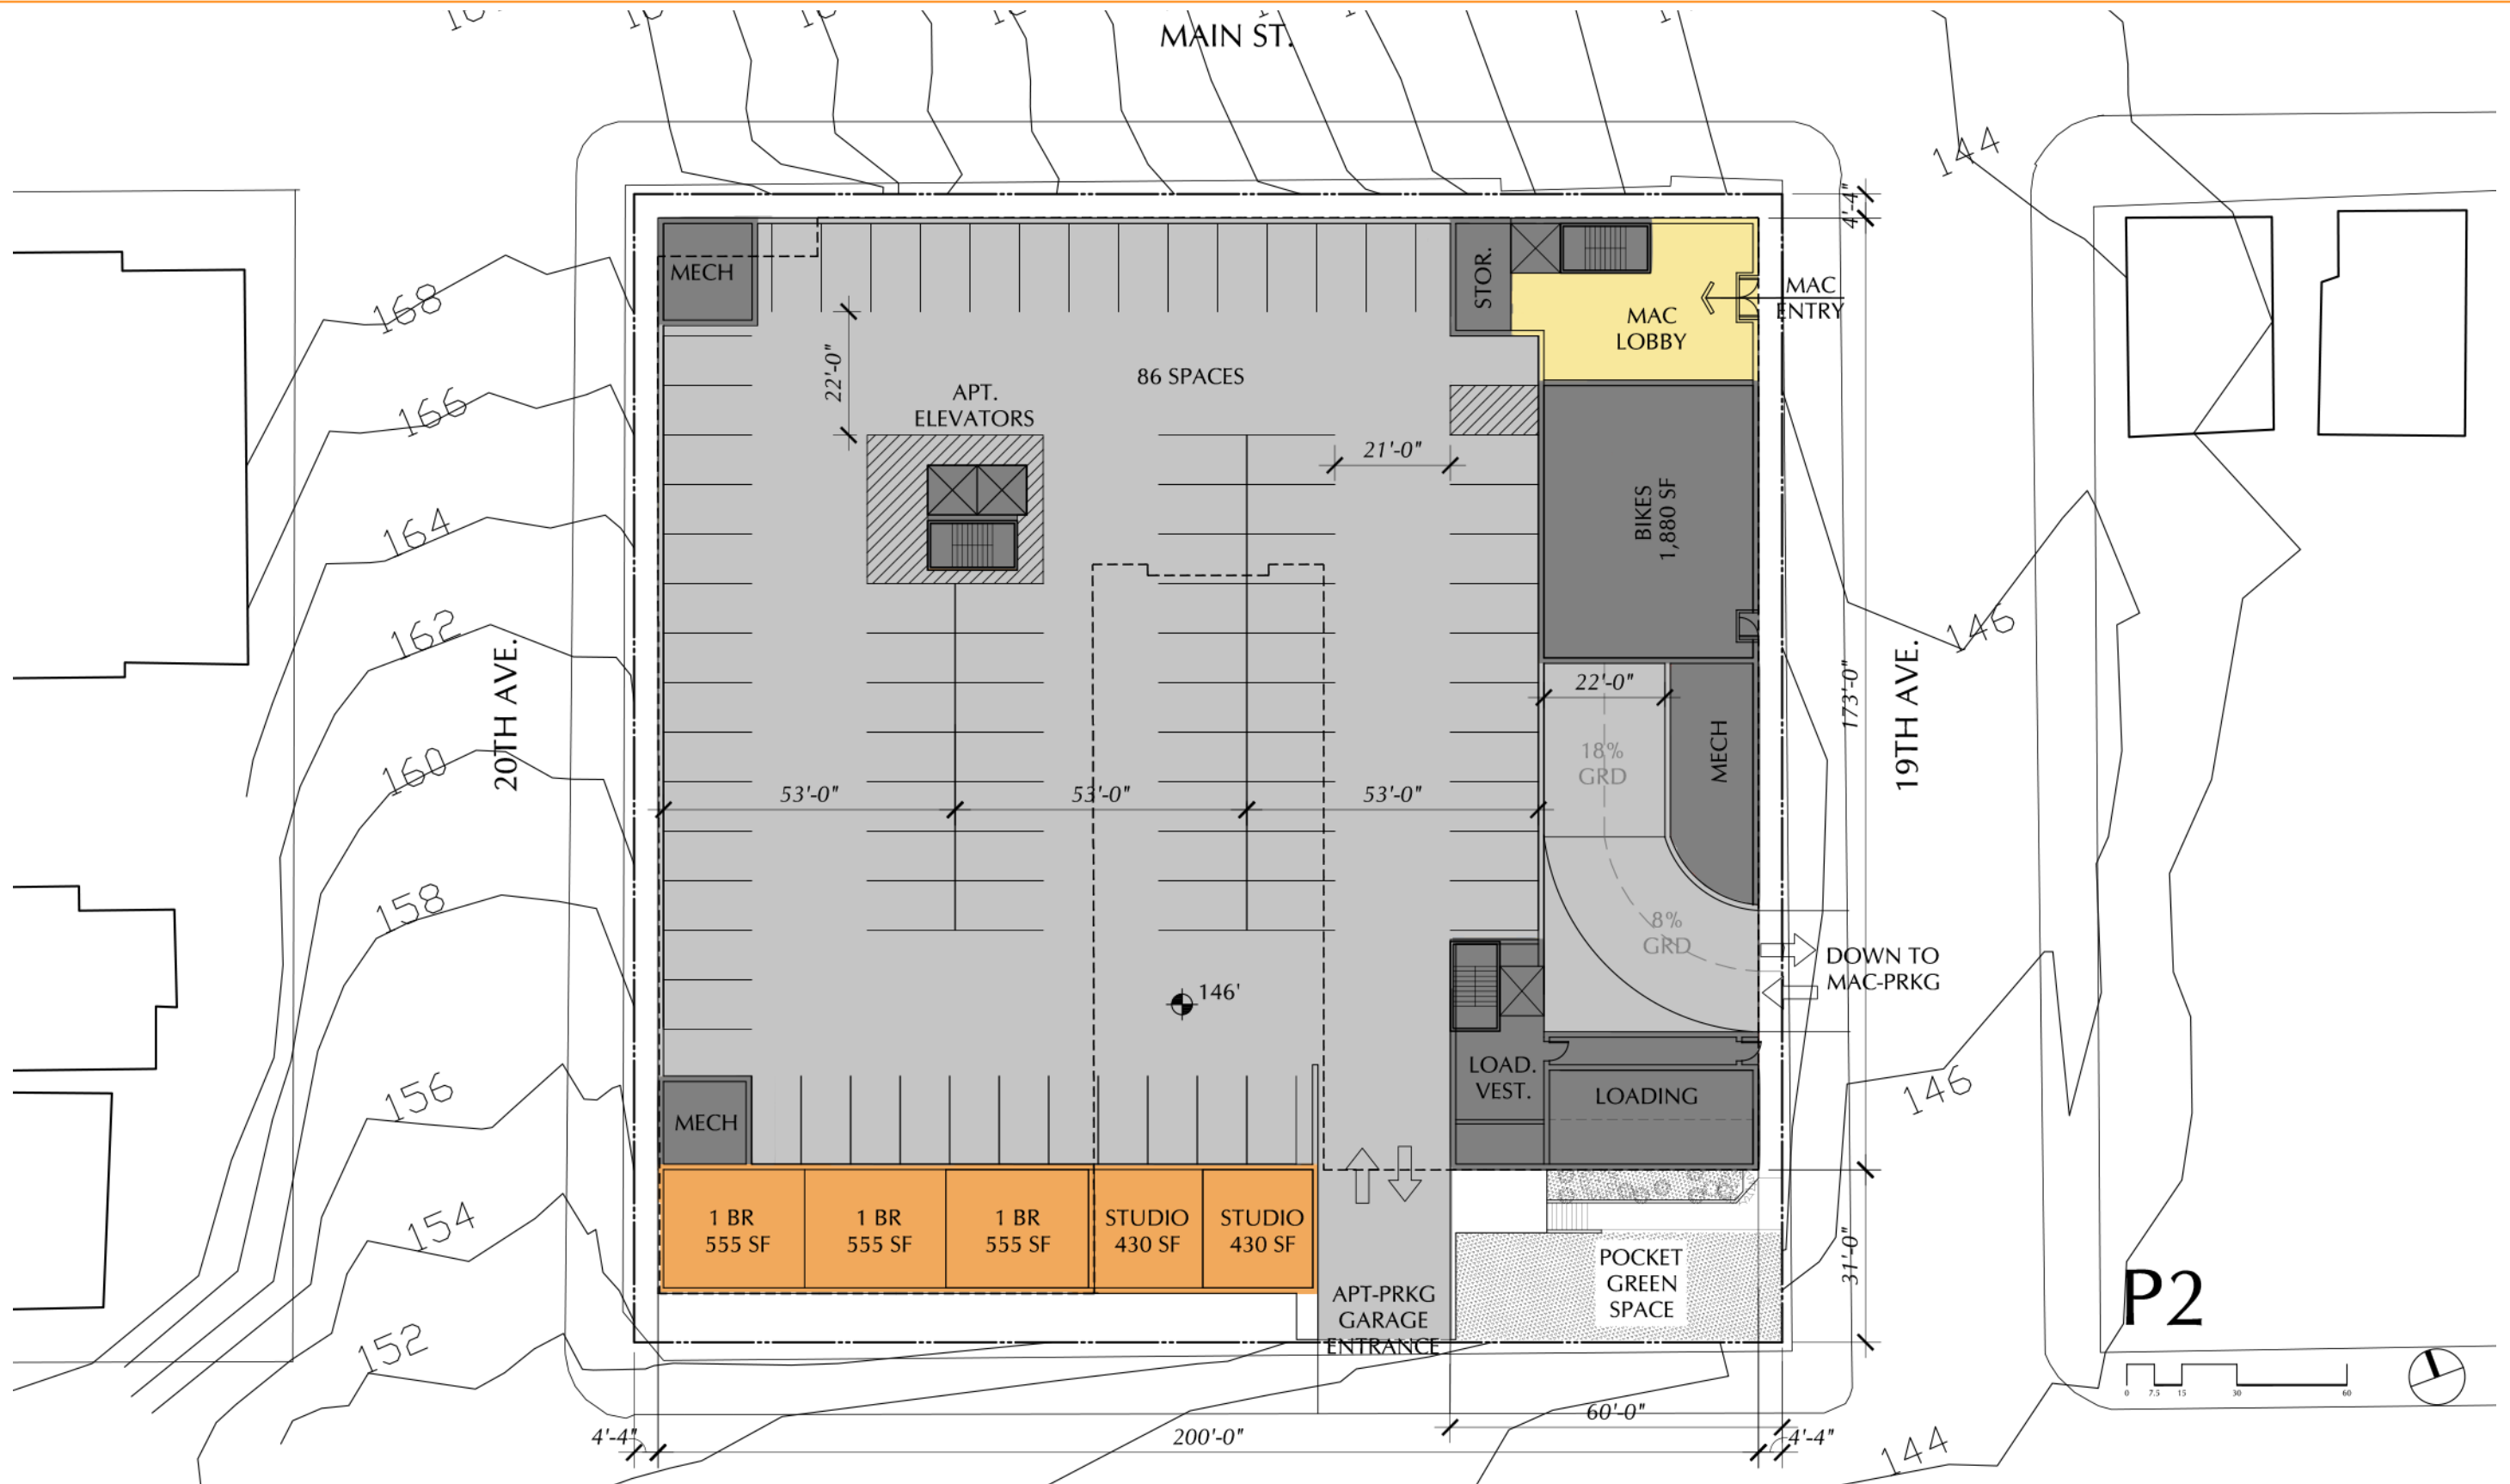 MAIN ST.
144
4'-4"
MECH
STOR.
MAC
ENTRY
MAC
LOBBY
168
22'-0"
86 SPACES
APT.
ELEVATORS
166
21'-0"
BIKES
1,880 SF
164
162
146
20TH AVE.
19TH AVE.
173'-0"
22'-0"
18%
GRD
MECH
160
53'-0"
53'-0"
53'-0"
158
8%
GRD
DOWN TO
MAC-PRKG
146'
156
LOAD.
VEST.
LOADING
146
MECH
154
1 BR
555 SF
1 BR
555 SF
1 BR
555 SF
STUDIO
430 SF
STUDIO
430 SF
POCKET
GREEN
SPACE
31'-0"
APT-PRKG
GARAGE
ENTRANCE
P2
152
0 7.5 15 30 60
60'-0"
4'-4"
200'-0"
4'-4"
144